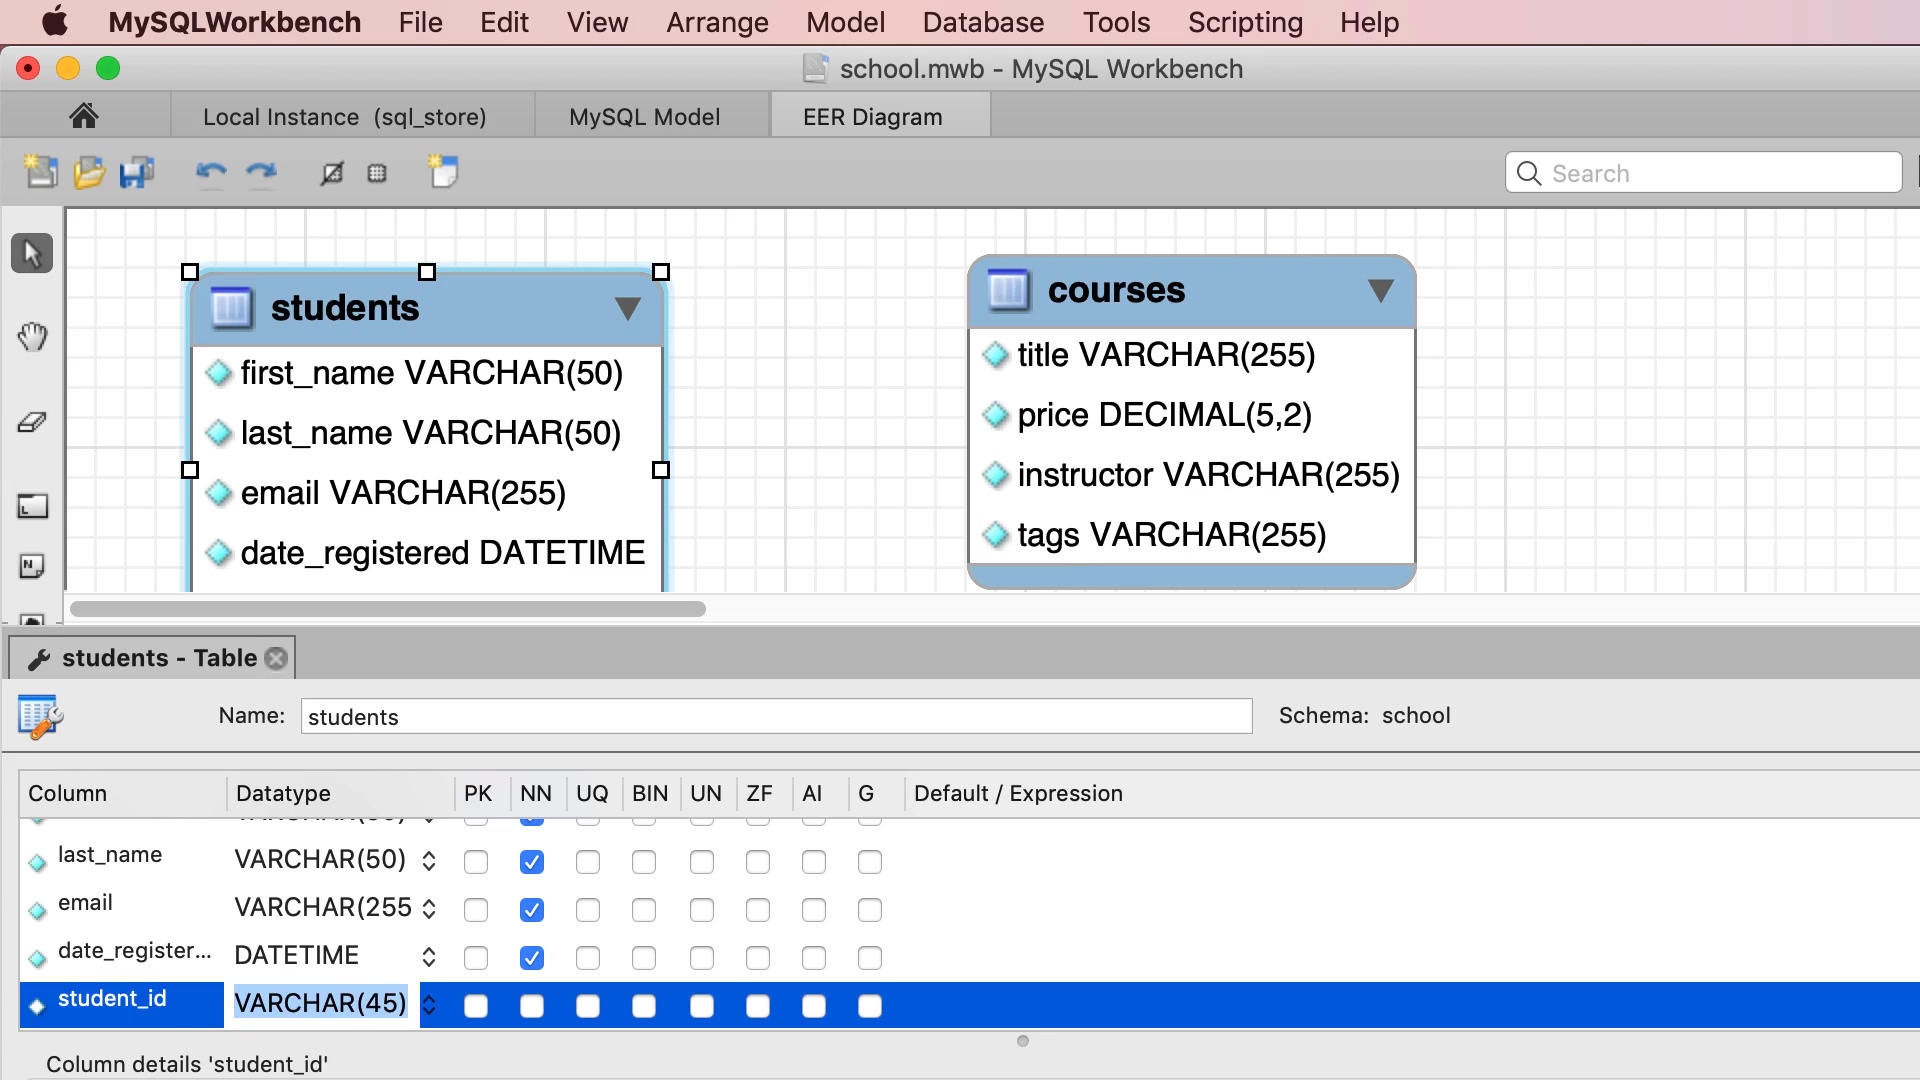 MySQLWorkbench File Edit View Arrange Model Database Tools Scripting Help
school.mwb - MySQL Workbench
Local Instance (sql_store) MySQL Model EER Diagram
Search
students
first_name VARCHAR(50)
last_name VARCHAR(50)
email VARCHAR(255)
date_registered DATETIME
courses
title VARCHAR(255)
price DECIMAL(5,2)
instructor VARCHAR(255)
tags VARCHAR(255)
students - Table
Name: students Schema: school
Column Datatype PK NN UQ BIN UN ZF AI G Default / Expression
last_name VARCHAR(50)
email VARCHAR(255
date_register... DATETIME
student_id VARCHAR(45)
Column details 'student_id'